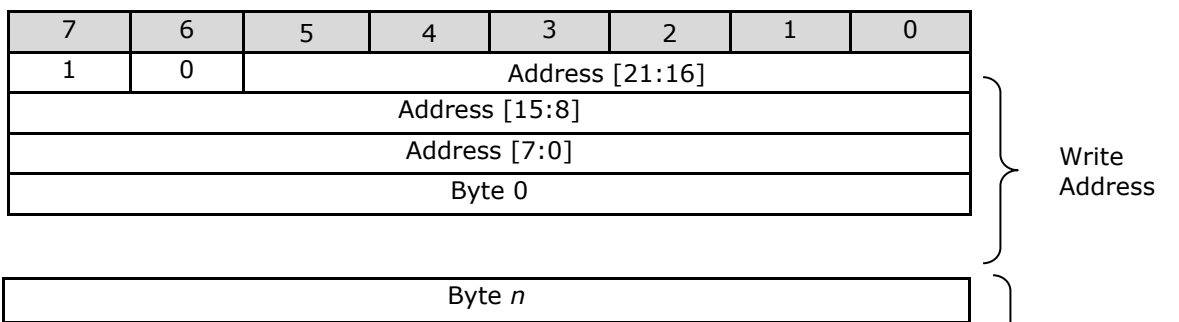 7 6 5 4 3 2 1 0
1 0 Address [21:16]
Address [15:8]
Address [7:0]
Byte 0
Write
Address
Byte n